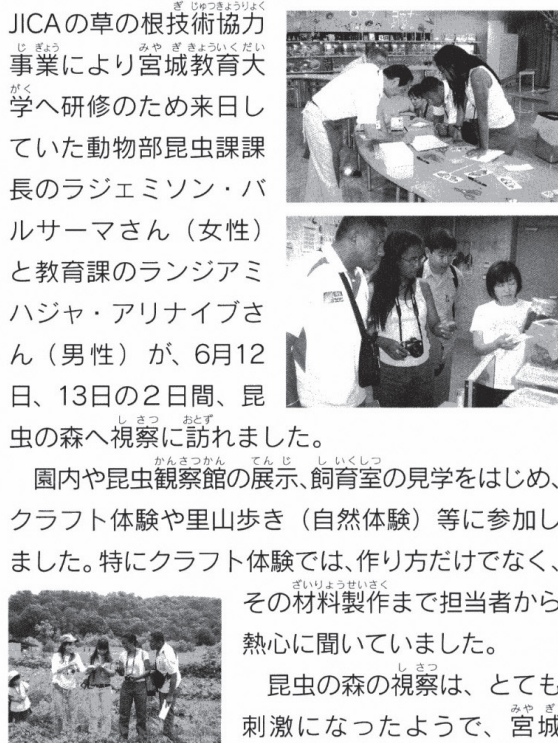 JICAの草の根技術協力
事業により宮城教育大
学へ研修のため来日し
ていた動物部昆虫課課
長のラジェミソン・バ
ルサーマさん（女性）
と教育課のランジアミ
ハジャ・アリナイブさ
ん（男性）が、6月12
日、13日の２日間、昆
虫の森へ視察に訪れました。
　園内や昆虫観察館の展示、飼育室の見学をはじめ、
クラフト体験や里山歩き（自然体験）等に参加し
ました。特にクラフト体験では、作り方だけでなく、
その材料製作まで担当者から
熱心に聞いていました。
　昆虫の森の視察は、とても
刺激になったようで、宮城